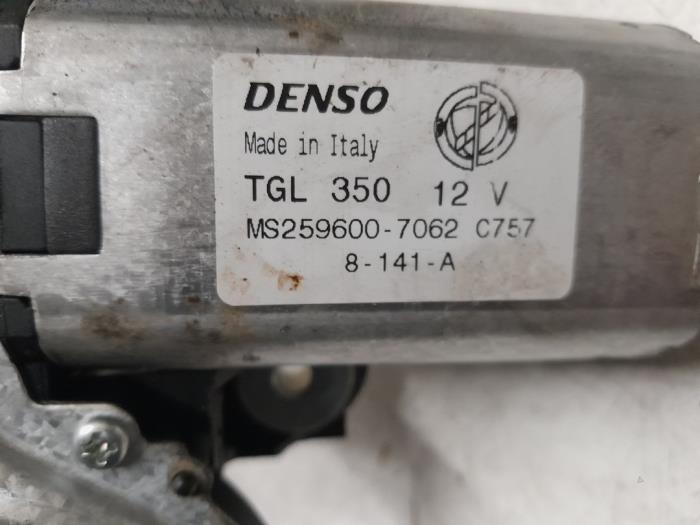 DENSO
Made in Italy
TGL 350 12 V
MS259600-7062 C757
8-141-A